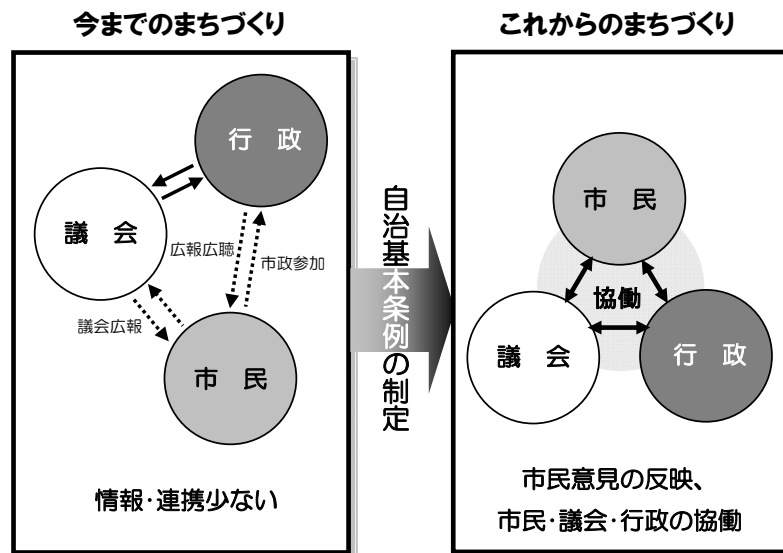 今までのまちづくり
行 政
議 会
広報広聴
市政参加
議会広報
市 民
情報・連携少ない
自治基本条例の制定
これからのまちづくり
市 民
協働
議 会
行 政
市民意見の反映、
市民・議会・行政の協働